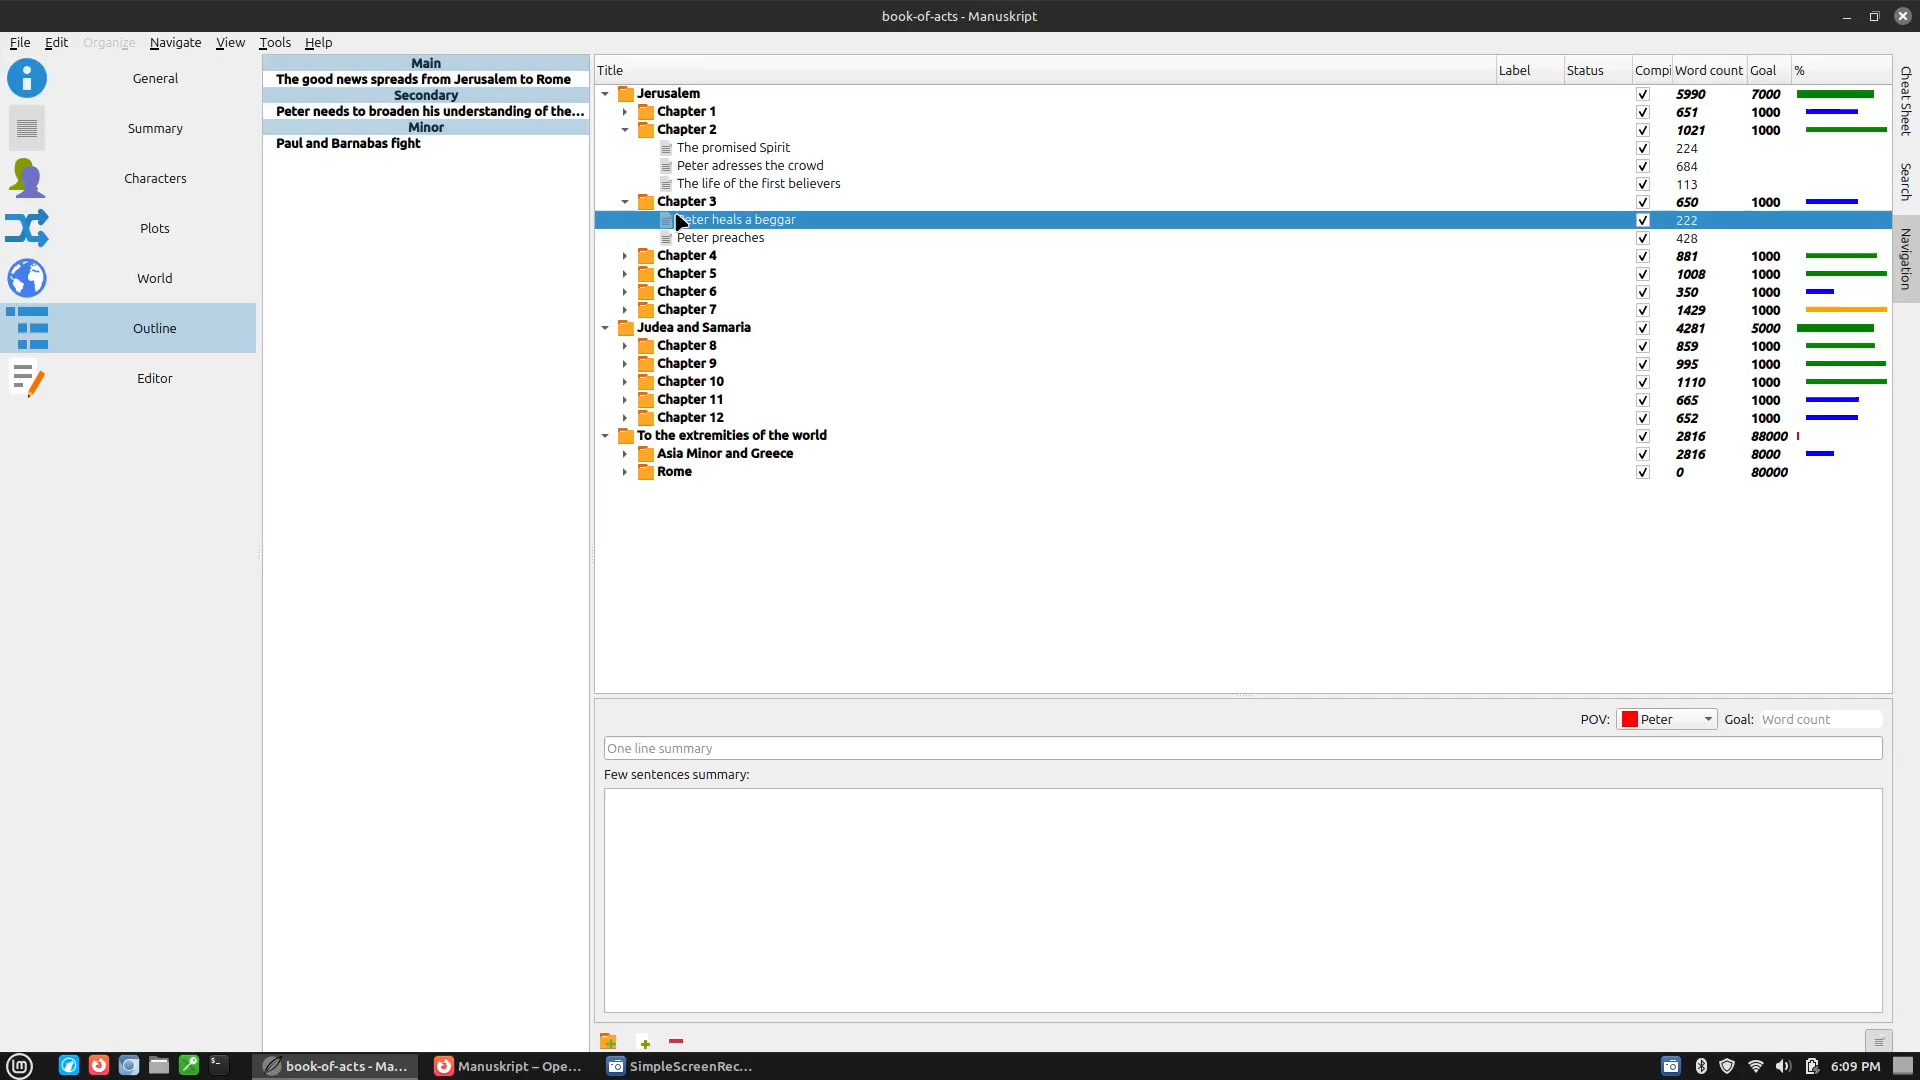 book-of-acts - Manuskript
File Edit Organize Navigate View Tools Help
General
Summary
Characters
Plots
World
Outline
Editor
Main
The good news spreads from Jerusalem to Rome
Secondary
Peter needs to broaden his understanding of the...
Minor
Paul and Barnabas fight
Title Label Status Compi Word count Goal %
Jerusalem 5990 7000
Chapter 1 651 1000
Chapter 2 1021 1000
The promised Spirit 224
Peter adresses the crowd 684
The life of the first believers 113
Chapter 3 650 1000
eter heals a beggar 222
Peter preaches 428
Chapter 4 881 1000
Chapter 5 1008 1000
Chapter 6 350 1000
Chapter 7 1429 1000
Judea and Samaria 4281 5000
Chapter 8 859 1000
Chapter 9 995 1000
Chapter 10 1110 1000
Chapter 11 665 1000
Chapter 12 652 1000
To the extremities of the world 2816 88000
Asia Minor and Greece 2816 8000
Rome 0 80000
POV: Peter Goal: Word count
One line summary
Few sentences summary:
Cheat Sheet
Search
Navigation
book-of-acts - Ma... Manuskript – Ope... SimpleScreenRec... 6:09 PM